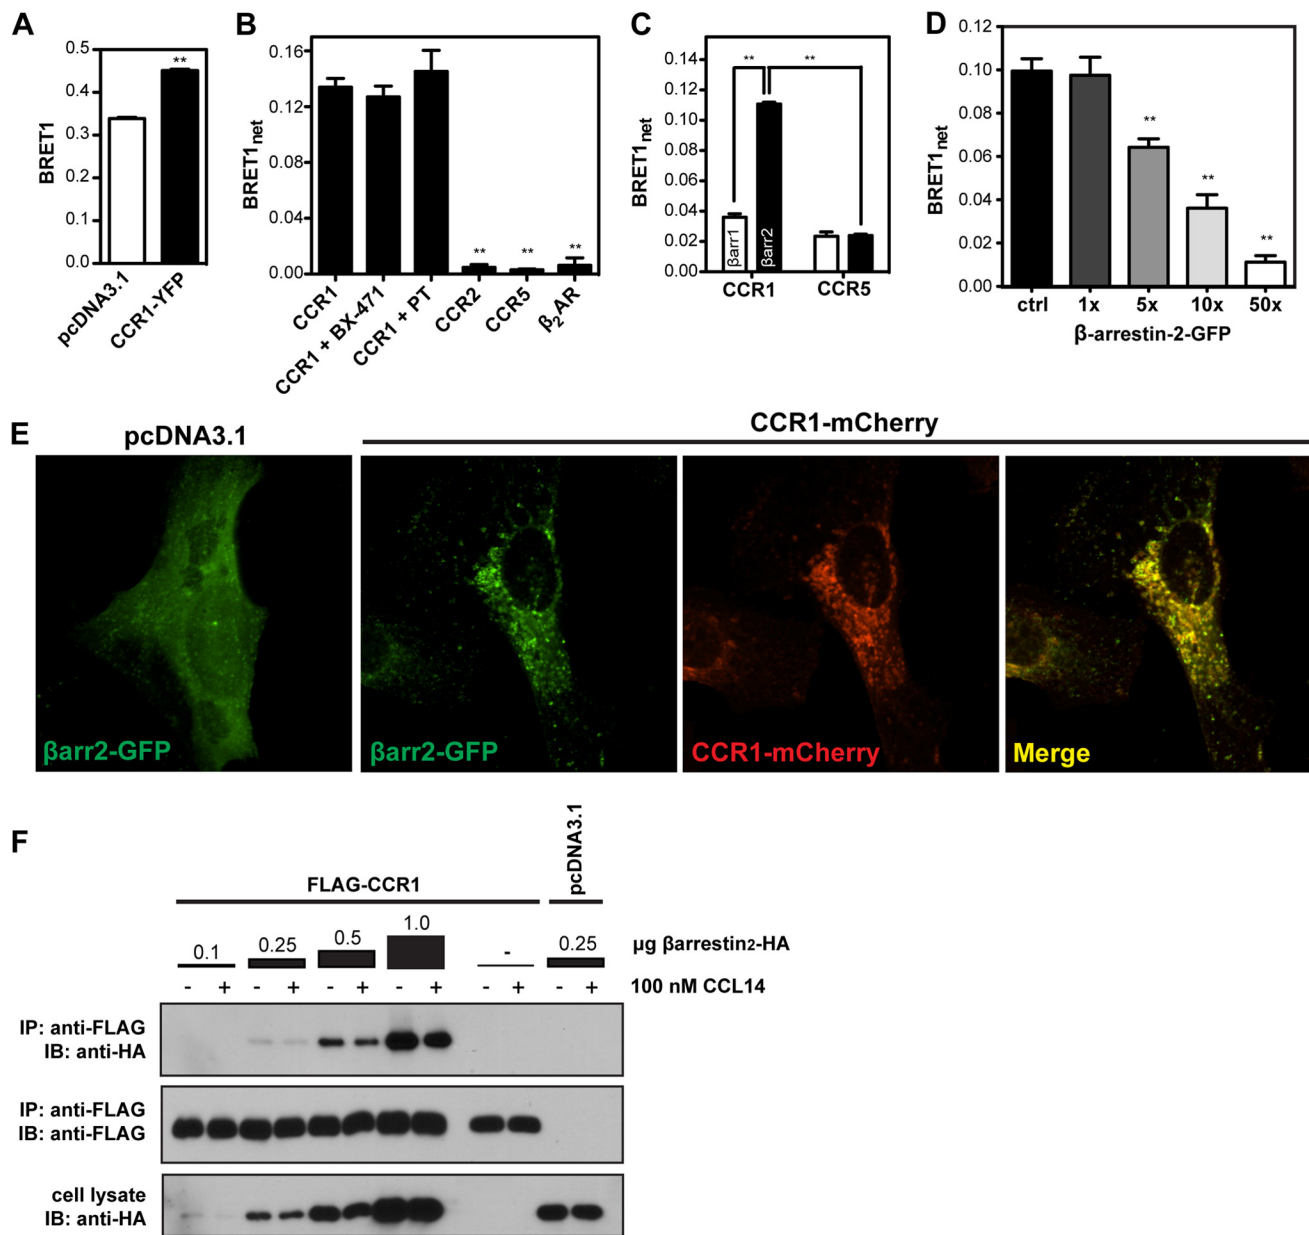 A
BRET1
0.5
**
0.4
0.3
0.2
0.1
0.0
pcDNA3.1
CCR1-YFP
B
BRET1net
0.16
0.12
0.08
0.04
0.00
** ** **
CCR1
CCR1 + BX-471
CCR1 + PT
CCR2
CCR5
β2AR
C
BRET1net
0.14
** **
0.12
0.10
0.08
0.06
0.04
0.02
0.00
βarr1
βarr2
CCR1 CCR5
D
BRET1net
0.12
0.10
0.08
0.06
0.04
0.02
0.00
**
**
**
ctrl 1x 5x 10x 50x
β-arrestin-2-GFP
E
pcDNA3.1
CCR1-mCherry
βarr2-GFP
βarr2-GFP
CCR1-mCherry
Merge
F
FLAG-CCR1
pcDNA3.1
0.1 0.25 0.5 1.0 - 0.25 µg βarrestin2-HA
- + - + - + - + - + - + 100 nM CCL14
IP: anti-FLAG
IB: anti-HA
IP: anti-FLAG
IB: anti-FLAG
cell lysate
IB: anti-HA